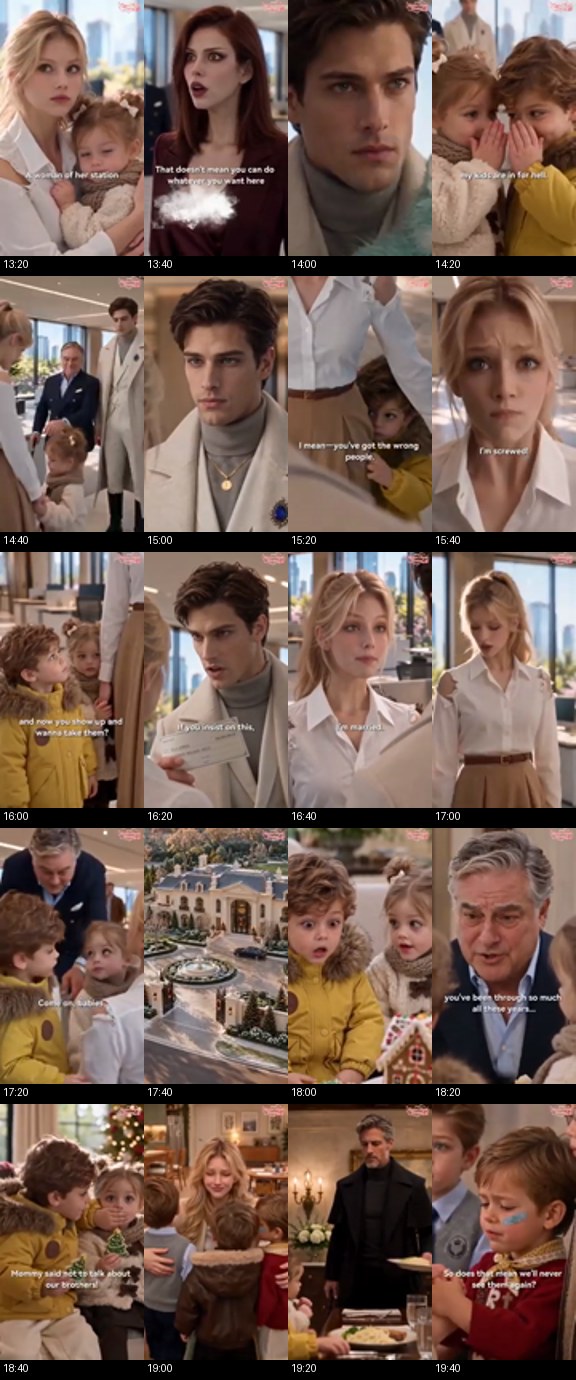 A woman of her station
That doesn't mean you can do
whatever you want here
my kids are in for hell.
13:20
13:40
14:00
14:20
I mean—you've got the wrong
people.
I'm screwed!
14:40
15:00
15:20
15:40
and now you show up and
wanna take them?
If you insist on this,
I'm married.
16:00
16:20
16:40
17:00
Come on, babies.
you've been through so much
all these years...
17:20
17:40
18:00
18:20
Mommy said not to talk about
our brothers!
So does that mean we'll never
see them again?
18:40
19:00
19:20
19:40